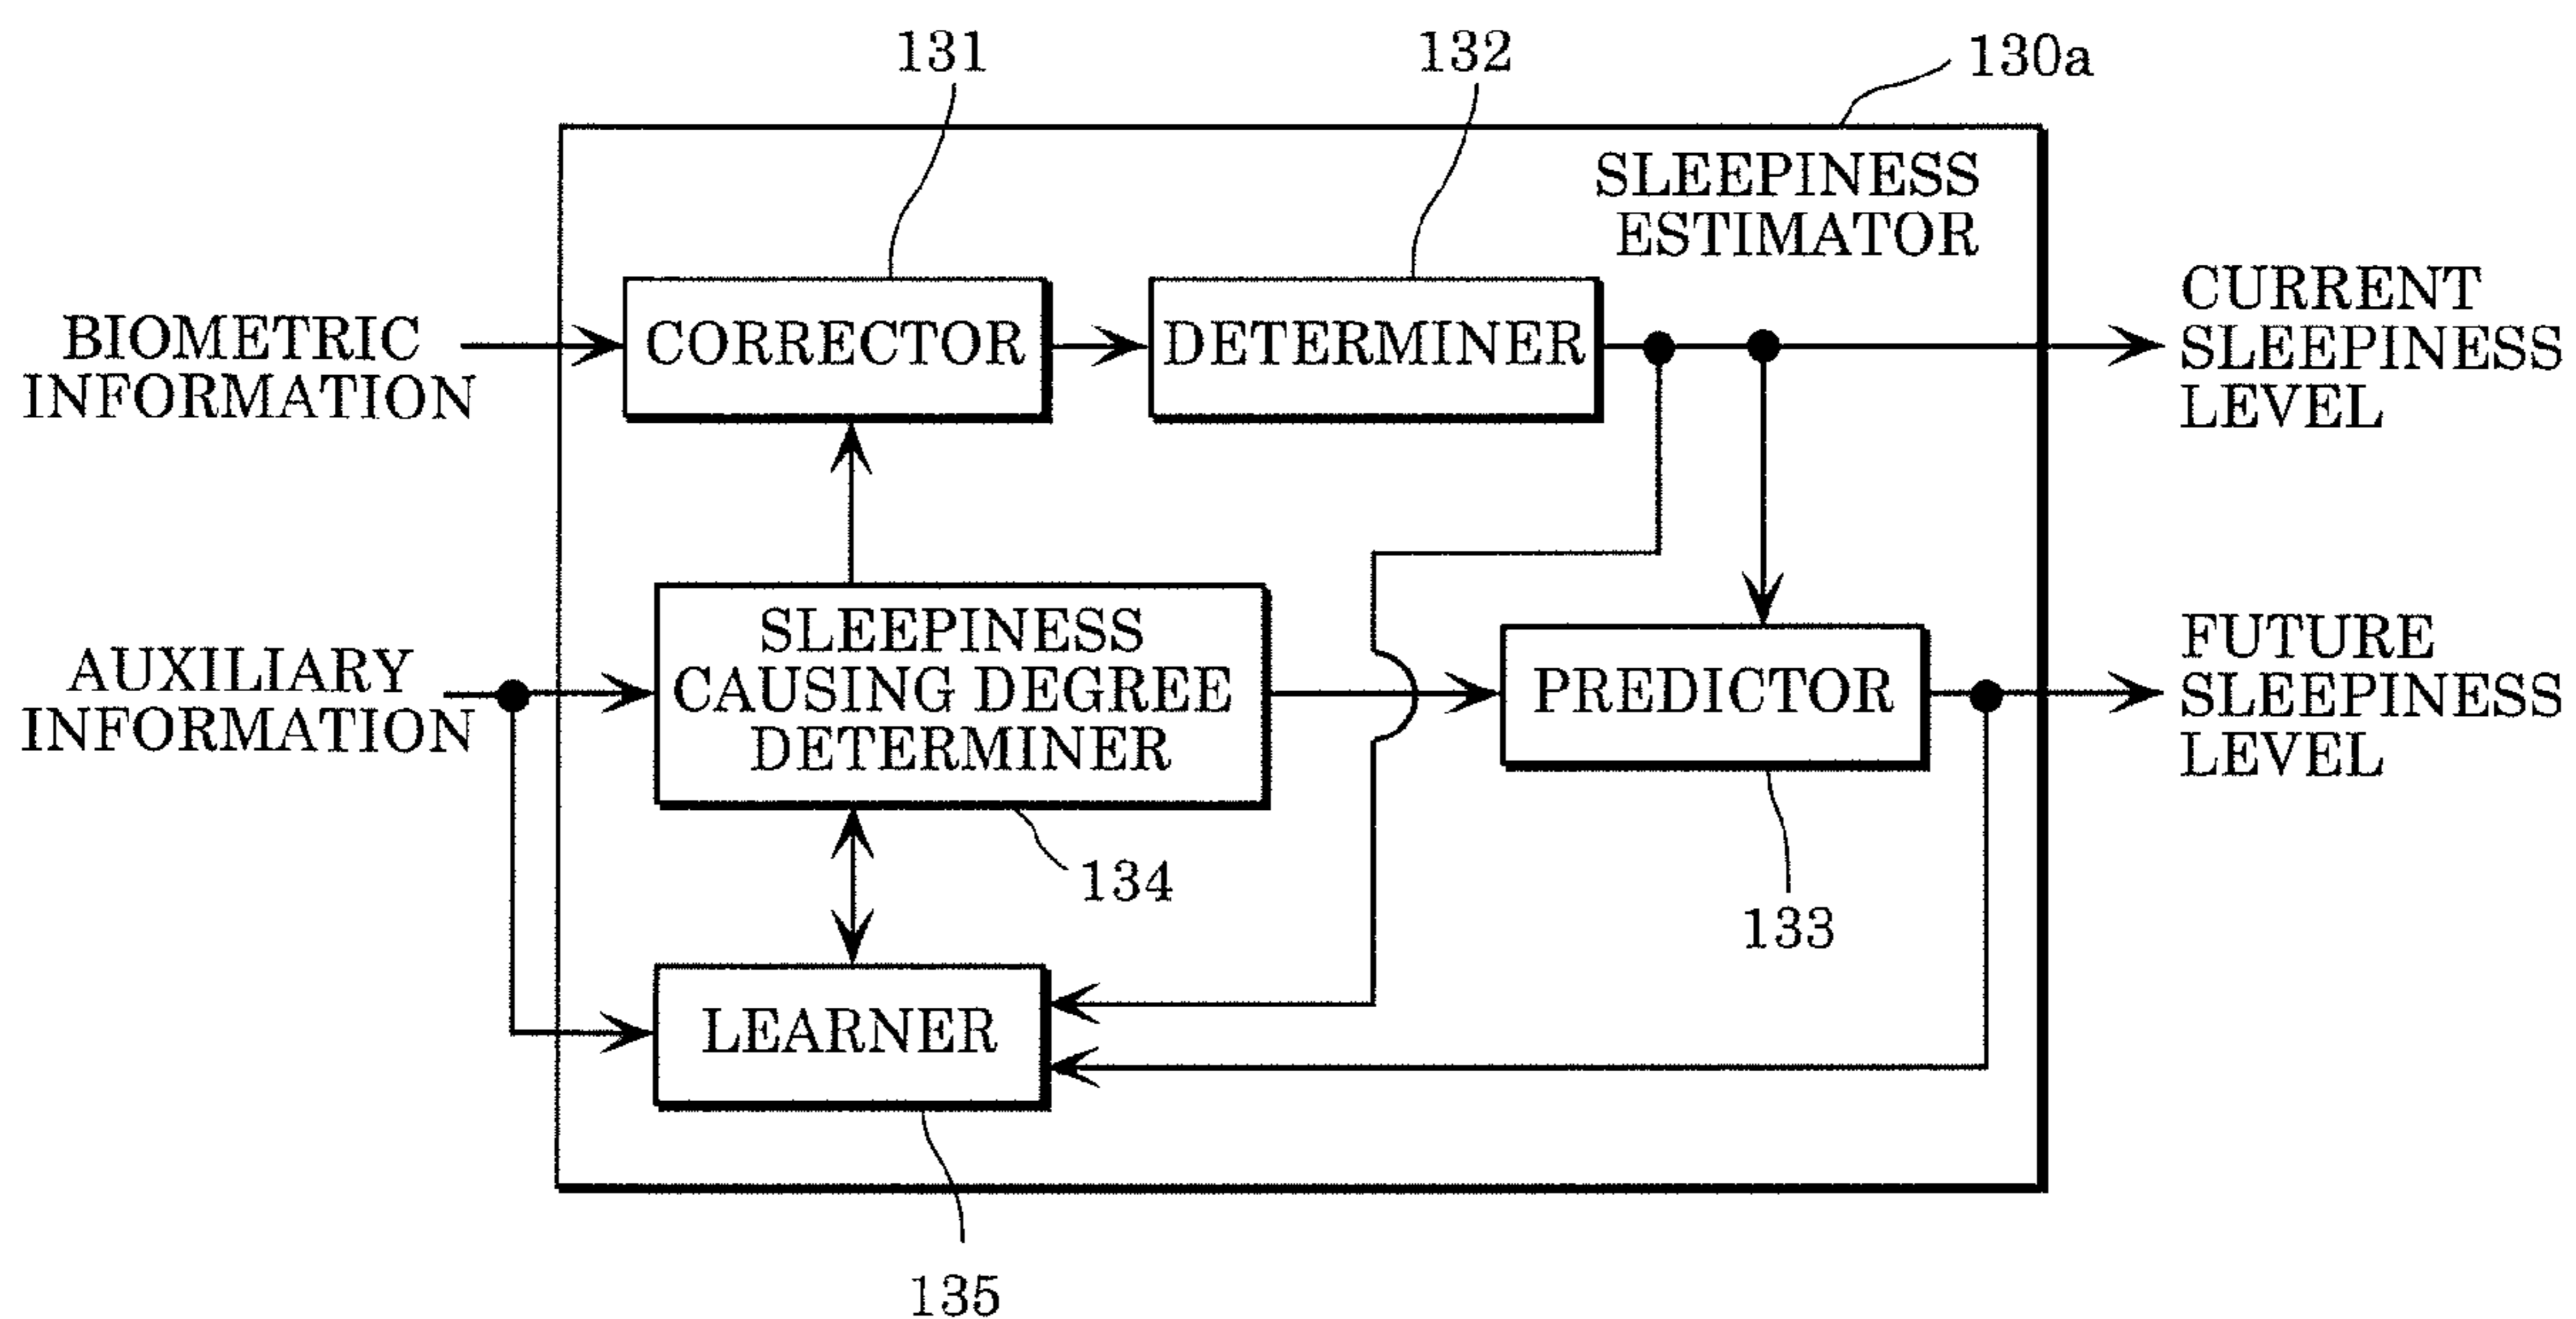 131
132
130a
SLEEPINESS
ESTIMATOR
BIOMETRIC
INFORMATION
CORRECTOR
DETERMINER
CURRENT
SLEEPINESS
LEVEL
AUXILIARY
INFORMATION
SLEEPINESS
CAUSING DEGREE
DETERMINER
PREDICTOR
FUTURE
SLEEPINESS
LEVEL
134
133
LEARNER
135